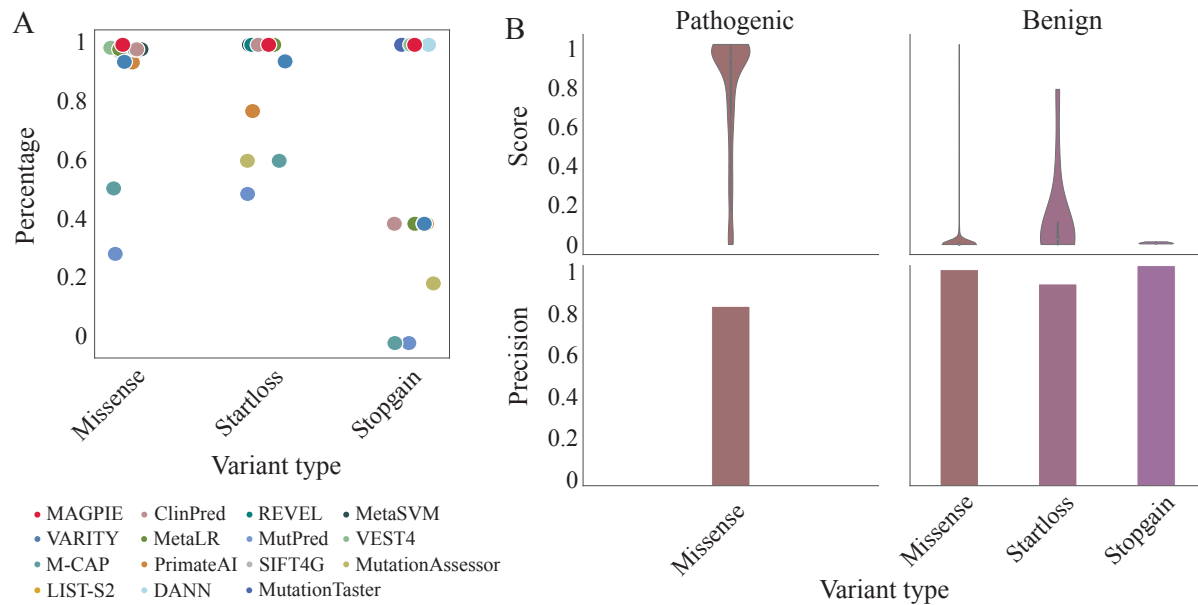 A
Percentage
1
0.8
0.6
0.4
0.2
0
Missense
Startloss
Stopgain
Variant type
MAGPIE ClinPred REVEL MetaSVM
VARITY MetaLR MutPred VEST4
M-CAP PrimateAI SIFT4G MutationAssessor
LIST-S2 DANN MutationTaster
B
Pathogenic Benign
Score
1
0.8
0.6
0.4
0.2
0
Precision
1
0.8
0.6
0.4
0.2
0
Missense
Missense
Startloss
Stopgain
Variant type